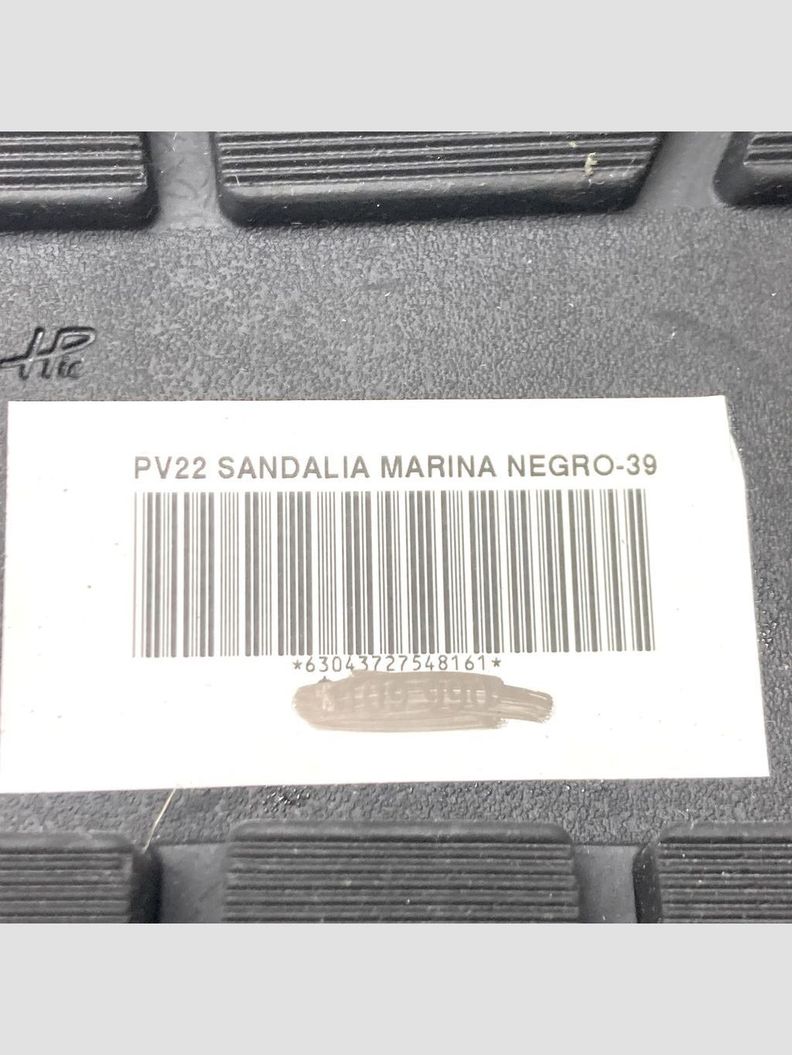 PV22 SANDALIA MARINA NEGRO-39
*63043727548161*